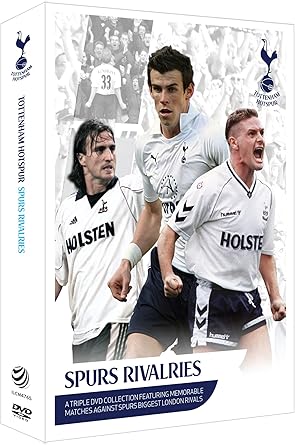 TOTTENHAM HOTSPUR SPURS RIVALRIES
DVD
TOTTENHAM
HOTSPUR
33
HOLSTEN
HOLSTEN
hummel
SPURS RIVALRIES
A TRIPLE DVD COLLECTION FEATURING MEMORABLE
MATCHES AGAINST SPURS BIGGEST LONDON RIVALS